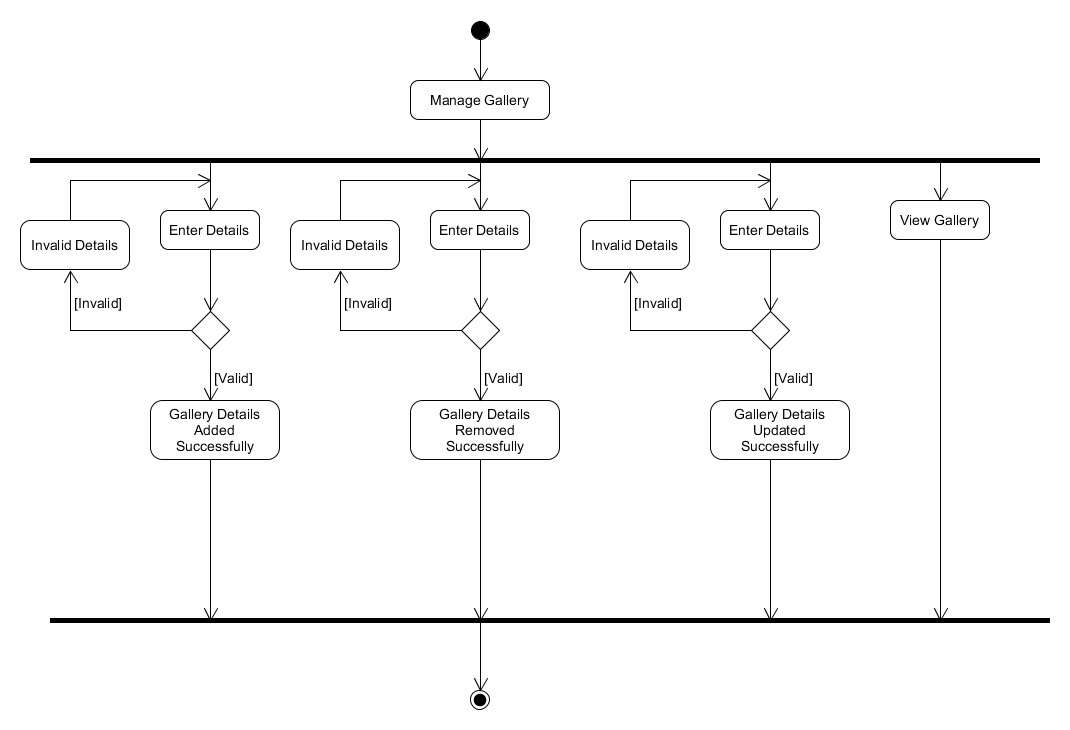 Manage Gallery
Invalid Details
Enter Details
Invalid Details
Enter Details
Invalid Details
Enter Details
View Gallery
[Invalid]
[Invalid]
[Invalid]
[Valid]
[Valid]
[Valid]
Gallery Details
Added
Successfully
Gallery Details
Removed
Successfully
Gallery Details
Updated
Successfully